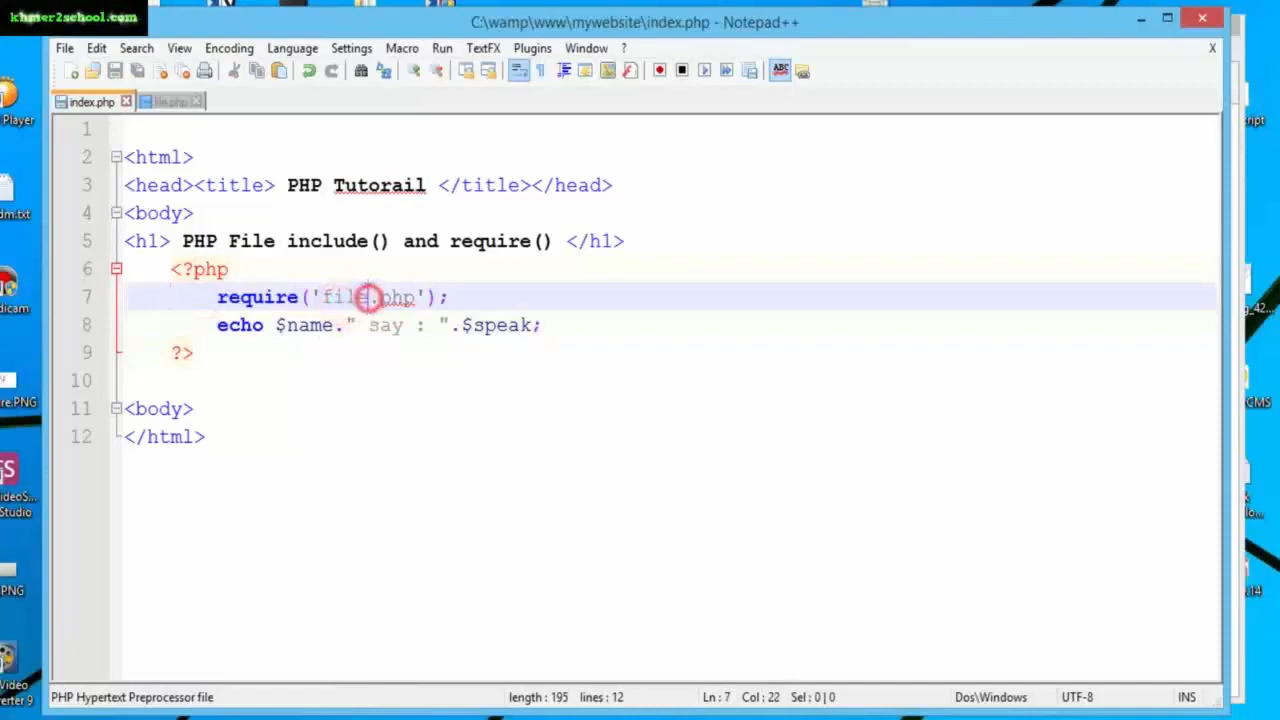 khmer2school.com
C:\wamp\www\mywebsite\index.php - Notepad++
File Edit Search View Encoding Language Settings Macro Run TextFX Plugins Window ? X
index.php file.php
1
2 <html>
3 <head><title> PHP Tutorail </title></head>
4 <body>
5 <h1> PHP File include() and require() </h1>
6 <?php
7 require('file.php');
8 echo $name." say : ".$speak;
9 ?>
10
11 <body>
12 </html>
PHP Hypertext Preprocessor file length : 195 lines : 12 Ln : 7 Col : 22 Sel : 0 | 0 Dos\Windows UTF-8 INS
Player
dm.txt
dicam
re.PNG
Studio
PNG
Video
erter 9
ript
CMS